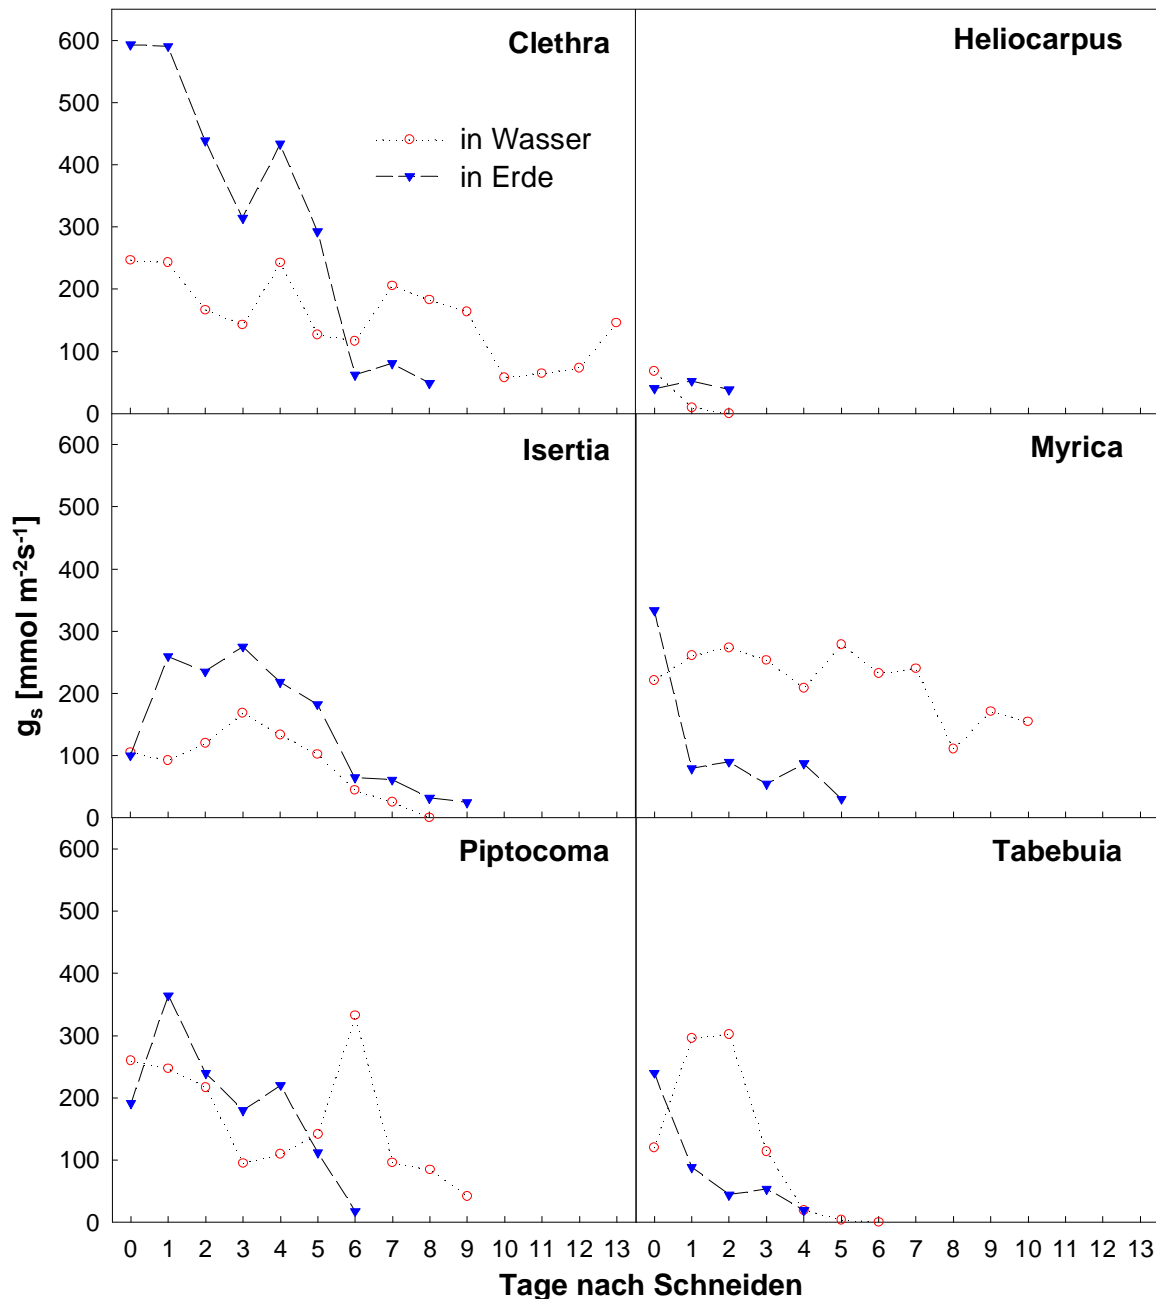 Clethra
Heliocarpus
600
500
400
300
200
100
0
in Wasser
in Erde
Isertia
Myrica
600
500
400
300
200
100
0
gs [mmol m-2s-1]
Piptocoma
Tabebuia
600
500
400
300
200
100
0
0 1 2 3 4 5 6 7 8 9 10 11 12 13 0 1 2 3 4 5 6 7 8 9 10 11 12 13
Tage nach Schneiden